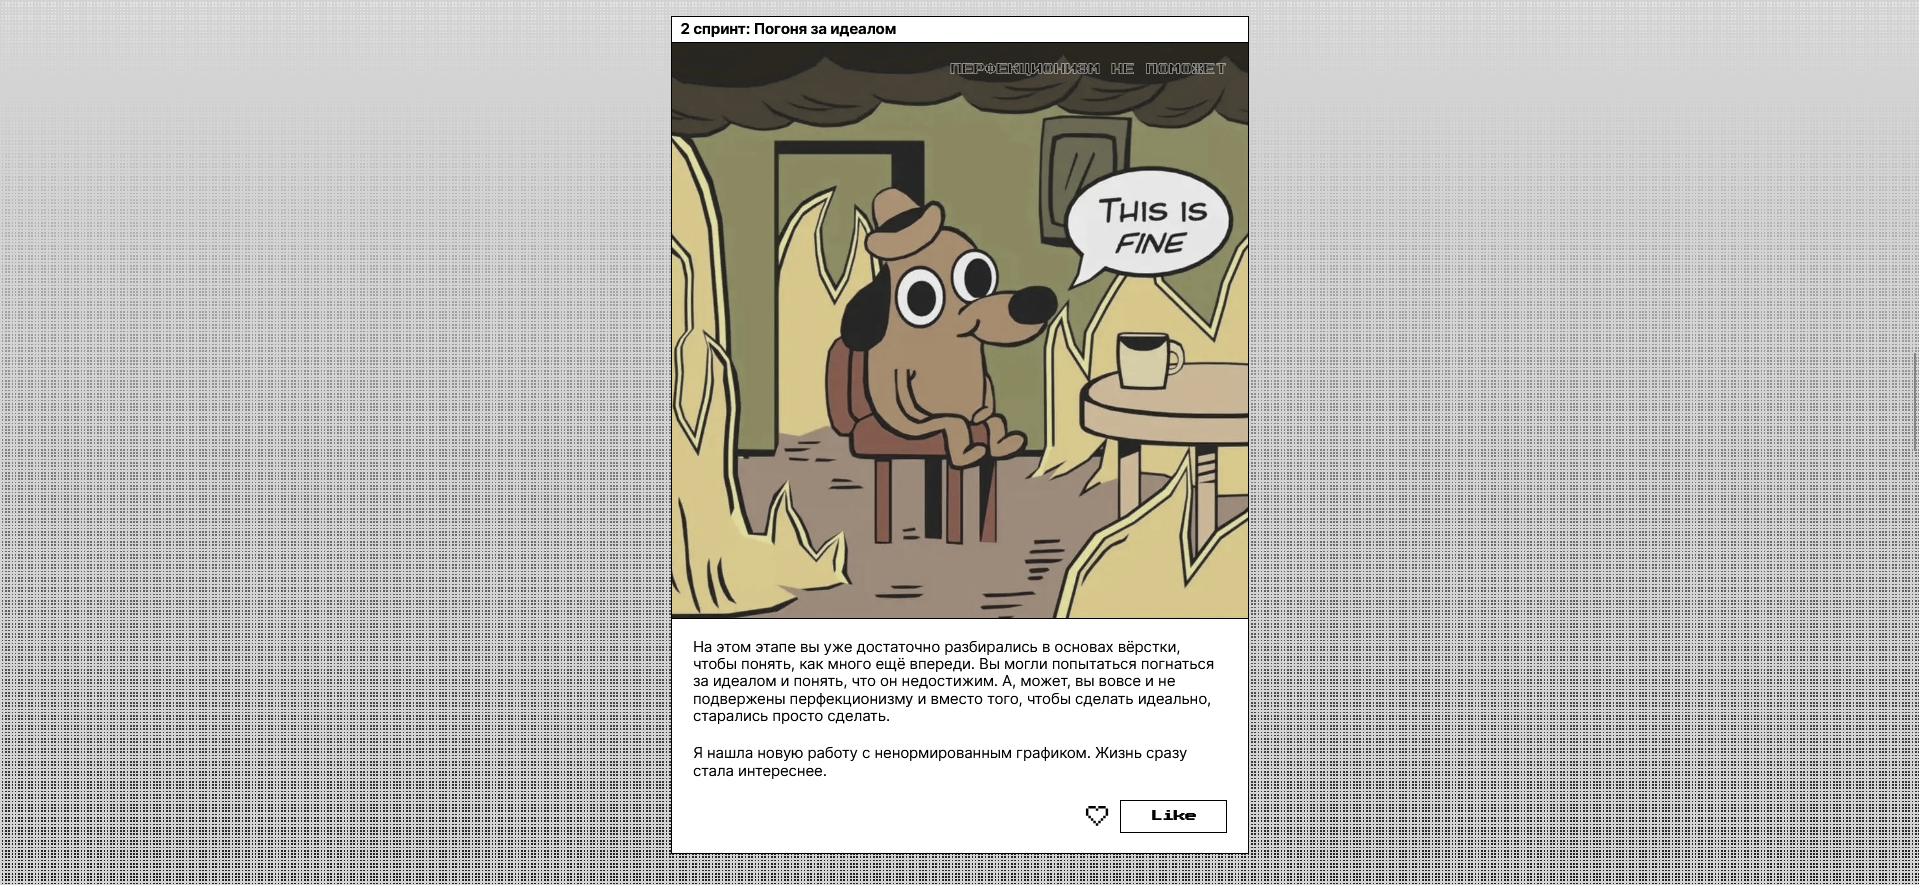 2 спринт: Погоня за идеалом
ПЕРФЕКЦИОНИЗМ НЕ ПОМОЖЕТ
THIS IS
FINE
На этом этапе вы уже достаточно разбирались в основах вёрстки,
чтобы понять, как много ещё впереди. Вы могли попытаться погнаться
за идеалом и понять, что он недостижим. А, может, вы вовсе и не
подвержены перфекционизму и вместо того, чтобы сделать идеально,
старались просто сделать.
Я нашла новую работу с ненормированным графиком. Жизнь сразу
стала интереснее.
Like